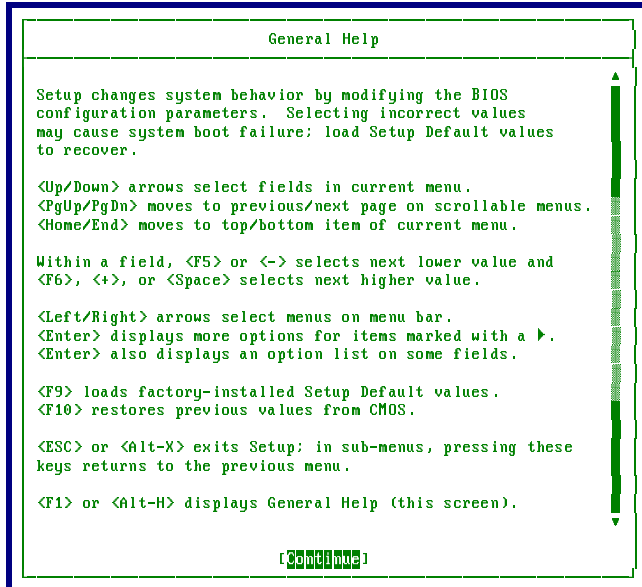 General Help
Setup changes system behavior by modifying the BIOS
configuration parameters.  Selecting incorrect values
may cause system boot failure; load Setup Default values
to recover.
<Up/Down> arrows select fields in current menu.
<PgUp/PgDn> moves to previous/next page on scrollable menus.
<Home/End> moves to top/bottom item of current menu.
Within a field, <F5> or <-> selects next lower value and
<F6>, <+>, or <Space> selects next higher value.
<Left/Right> arrows select menus on menu bar.
<Enter> displays more options for items marked with a ▶.
<Enter> also displays an option list on some fields.
<F9> loads factory-installed Setup Default values.
<F10> restores previous values from CMOS.
<ESC> or <Alt-X> exits Setup; in sub-menus, pressing these
keys returns to the previous menu.
<F1> or <Alt-H> displays General Help (this screen).
[Continue]